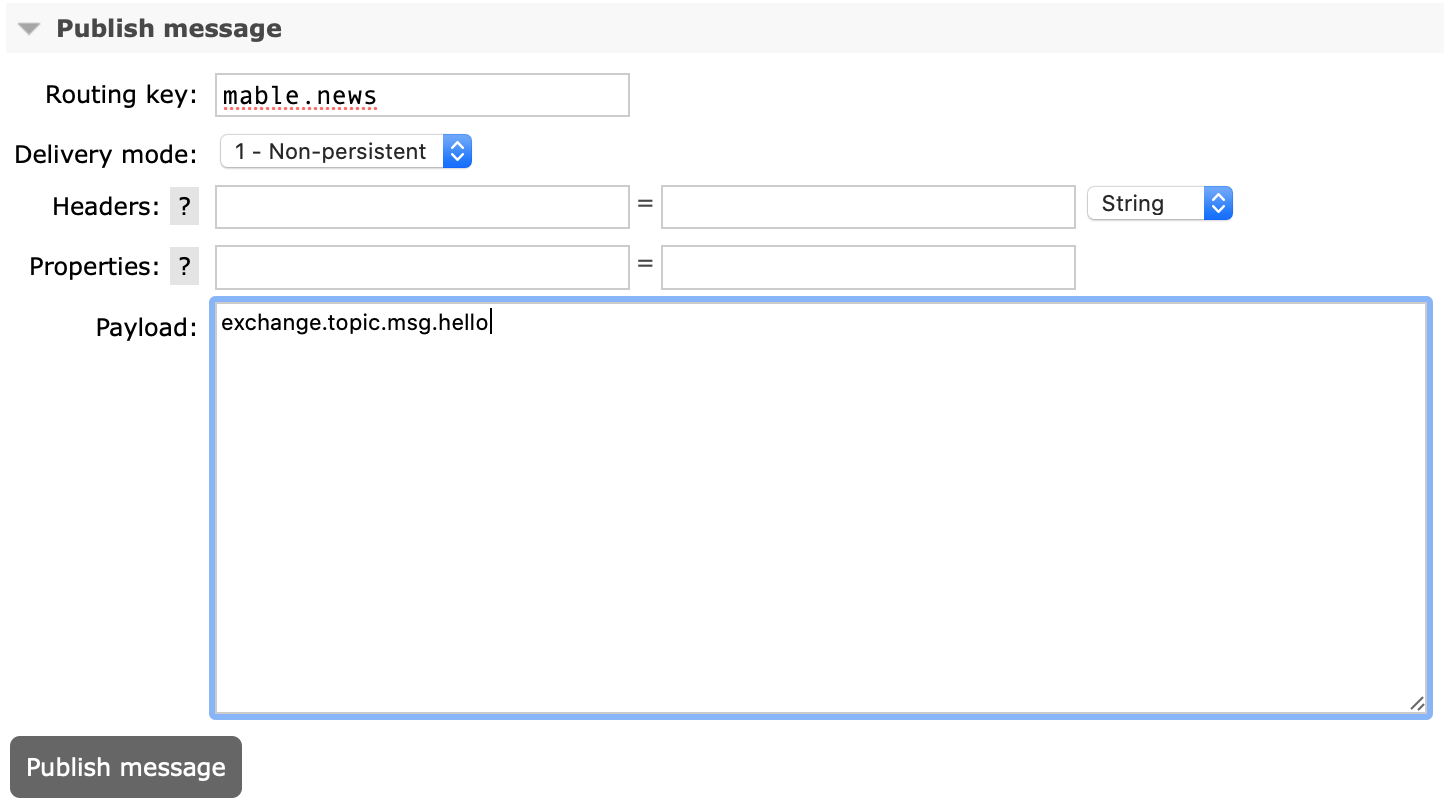 Publish message
Routing key: mable.news
Delivery mode: 1 - Non-persistent
Headers: ? = String
Properties: ? =
Payload: exchange.topic.msg.hello
Publish message